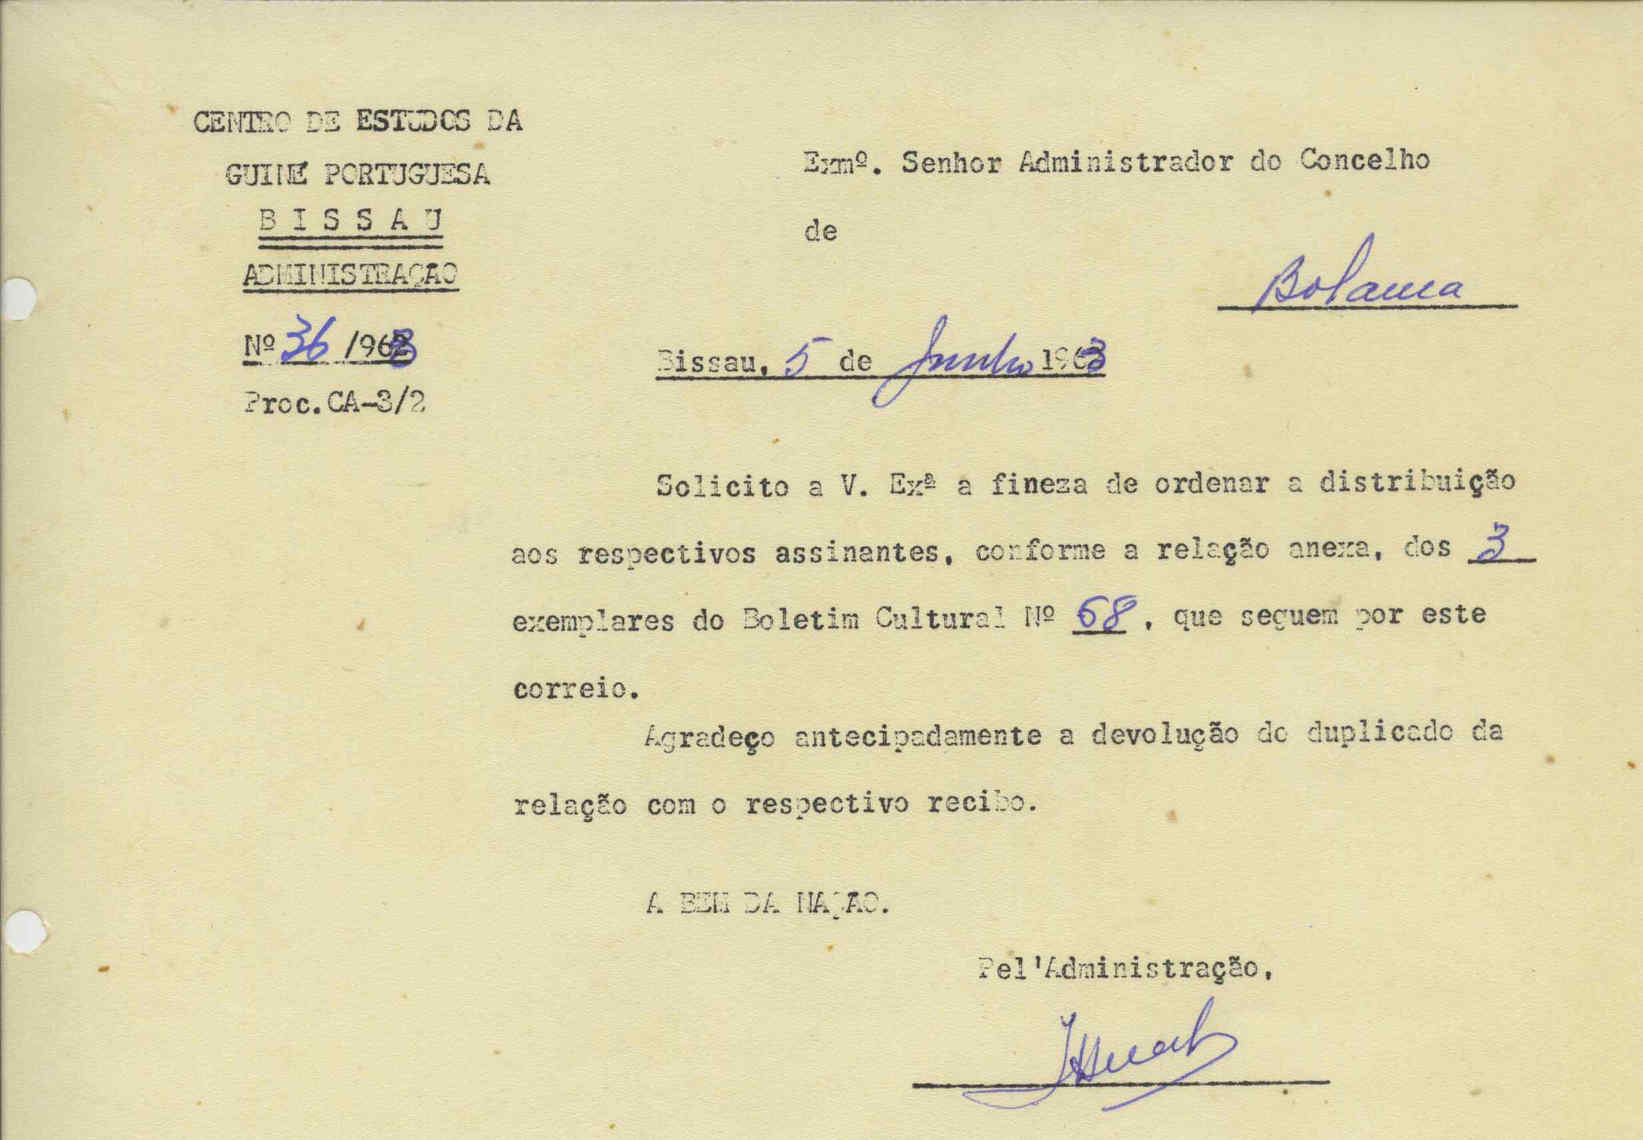 CENTRO DE ESTUDOS DA
GUINÉ PORTUGUESA
B I S S A U
ADMINISTRAÇÃO
Nº 36 /963
Proc.CA-3/2
Exmº. Senhor Administrador do Concelho
de
Bolama
Bissau, 5 de Junho 1963
Solicito a V. Exª a fineza de ordenar a distribuição
aos respectivos assinantes, conforme a relação anexa, dos 3
exemplares do Boletim Cultural Nº 68, que seguem por este
correio.
Agradeço antecipadamente a devolução do duplicado da
relação com o respectivo recibo.
A BEM DA NAÇÃO.
Pel'Administração,